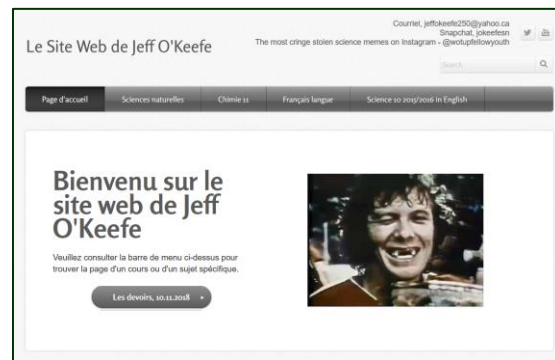 Courriel, jeffokeefe250@yahoo.ca
Snapchat, jokeefesn
The most cringe stolen science memes on Instagram - @wotupfellowyouth
Le Site Web de Jeff O'Keefe
Search
Page d'accueil
Sciences naturelles
Chimie 11
Français langue
Science 10 2015/2016 in English
Bienvenu sur le
site web de Jeff
O'Keefe
Veuillez consulter la barre de menu ci-dessus pour
trouver la page d'un cours ou d'un sujet spécifique.
Les devoirs, 10.11.2018